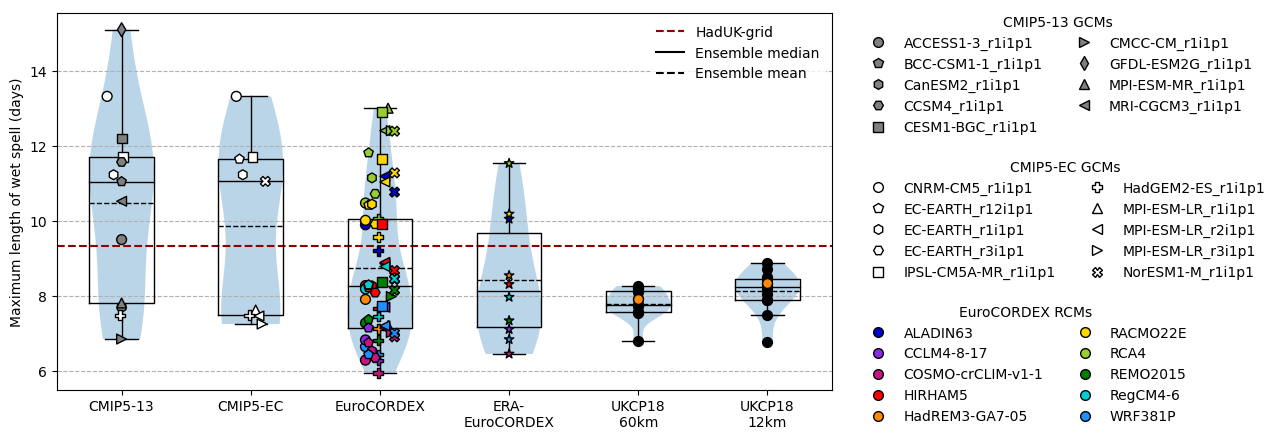 Maximum length of wet spell (days)
14
12
10
8
6
HadUK-grid
Ensemble median
Ensemble mean
CMIP5-13
CMIP5-EC
EuroCORDEX
ERA-
EuroCORDEX
UKCP18
60km
UKCP18
12km
CMIP5-13 GCMs
ACCESS1-3_r1i1p1
BCC-CSM1-1_r1i1p1
CanESM2_r1i1p1
CCSM4_r1i1p1
CESM1-BGC_r1i1p1
CMCC-CM_r1i1p1
GFDL-ESM2G_r1i1p1
MPI-ESM-MR_r1i1p1
MRI-CGCM3_r1i1p1
CMIP5-EC GCMs
CNRM-CM5_r1i1p1
EC-EARTH_r12i1p1
EC-EARTH_r1i1p1
EC-EARTH_r3i1p1
IPSL-CM5A-MR_r1i1p1
HadGEM2-ES_r1i1p1
MPI-ESM-LR_r1i1p1
MPI-ESM-LR_r2i1p1
MPI-ESM-LR_r3i1p1
NorESM1-M_r1i1p1
EuroCORDEX RCMs
ALADIN63
CCLM4-8-17
COSMO-crCLIM-v1-1
HIRHAM5
HadREM3-GA7-05
RACMO22E
RCA4
REMO2015
RegCM4-6
WRF381P